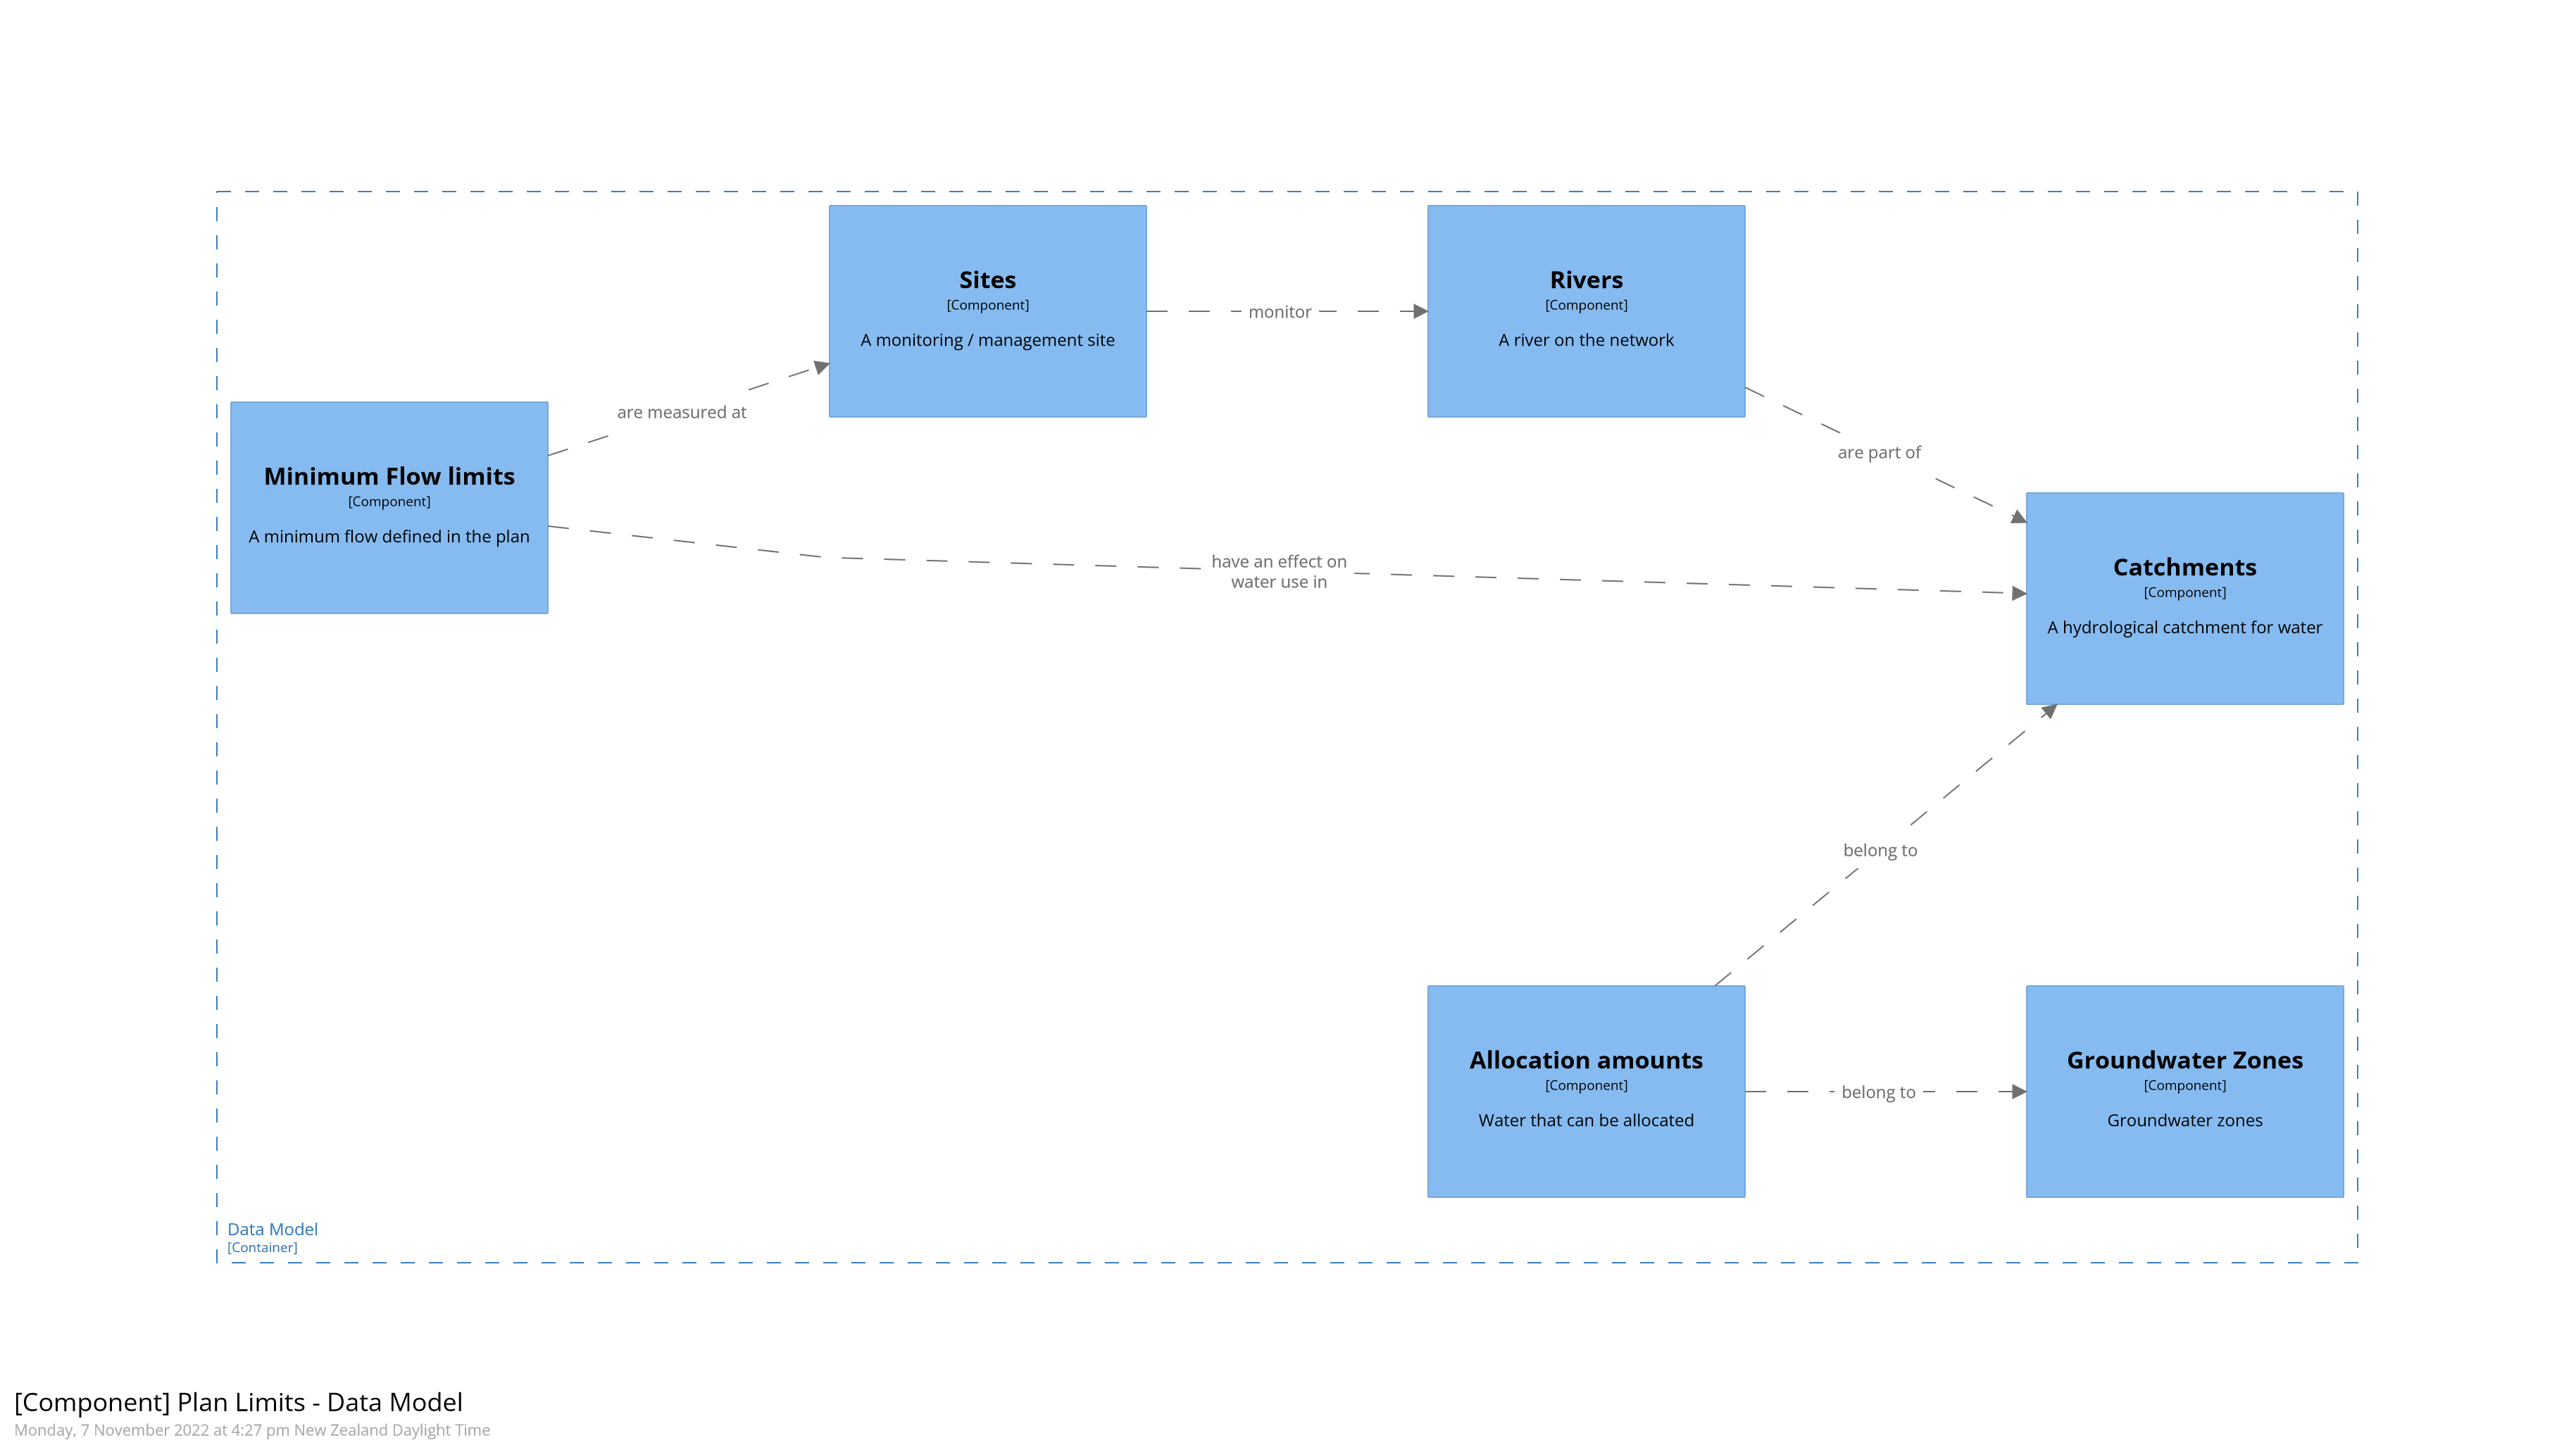 Sites
[Component]
A monitoring / management site
monitor
Rivers
[Component]
A river on the network
are measured at
are part of
Minimum Flow limits
[Component]
A minimum flow defined in the plan
have an effect on
water use in
Catchments
[Component]
A hydrological catchment for water
belong to
Allocation amounts
[Component]
Water that can be allocated
belong to
Groundwater Zones
[Component]
Groundwater zones
Data Model
[Container]
[Component] Plan Limits - Data Model
Monday, 7 November 2022 at 4:27 pm New Zealand Daylight Time